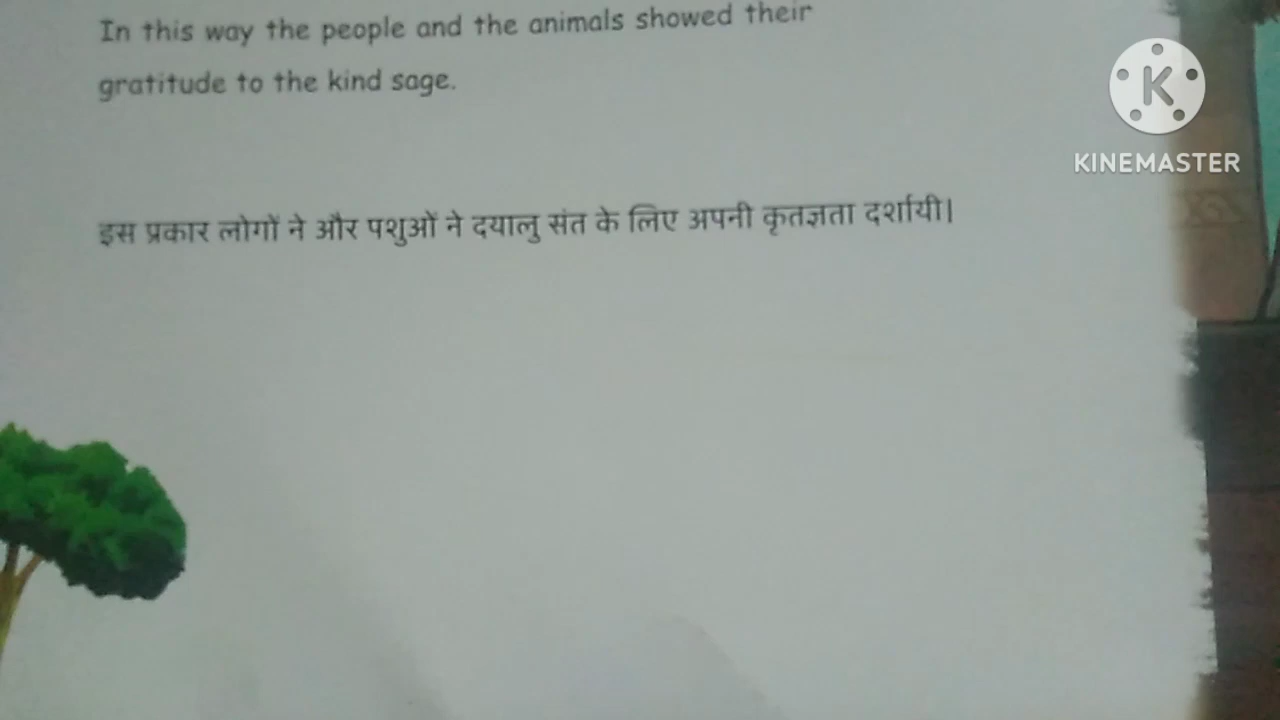 In this way the people and the animals showed their
gratitude to the kind sage.
इस प्रकार लोगों ने और पशुओं ने दयालु संत के लिए अपनी कृतज्ञता दर्शायी।
K
KINEMASTER